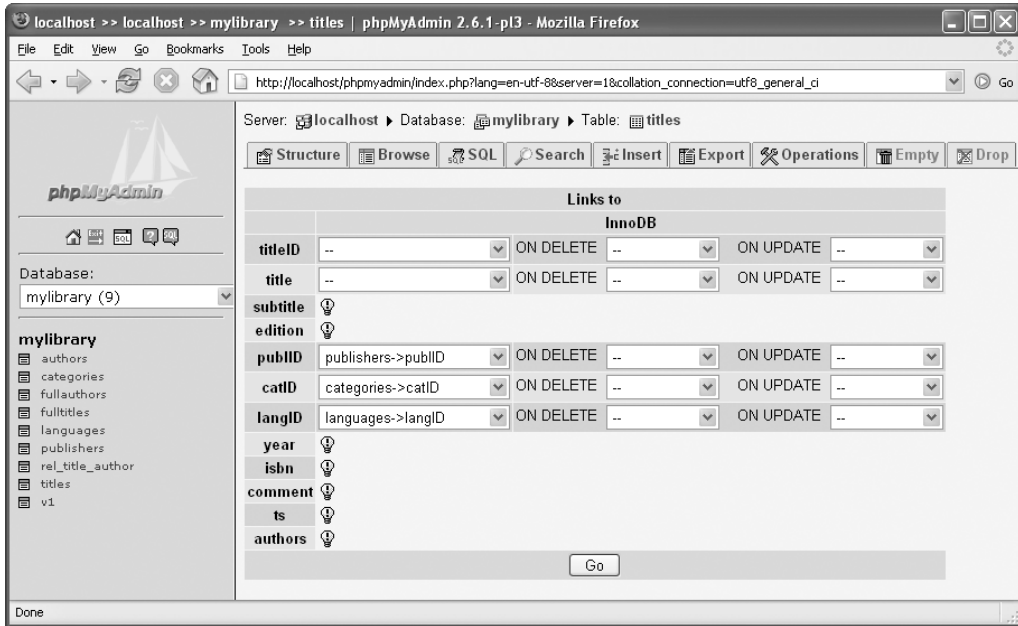 localhost >> localhost >> mylibrary >> titles | phpMyAdmin 2.6.1-pl3 - Mozilla Firefox
File Edit View Go Bookmarks Tools Help
http://localhost/phpmyadmin/index.php?lang=en-utf-8&server=1&collation_connection=utf8_general_ci Go
phpMyAdmin
SQL SQL
Database:
mylibrary (9)
mylibrary
authors
categories
fullauthors
fulltitles
languages
publishers
rel_title_author
titles
v1
Server: localhost Database: mylibrary Table: titles
Structure Browse SQL Search Insert Export Operations Empty Drop
Links to
InnoDB
titleID -- ON DELETE -- ON UPDATE --
title -- ON DELETE -- ON UPDATE --
subtitle
edition
publID publishers->publID ON DELETE -- ON UPDATE --
catID categories->catID ON DELETE -- ON UPDATE --
langID languages->langID ON DELETE -- ON UPDATE --
year
isbn
comment
ts
authors
Go
Done